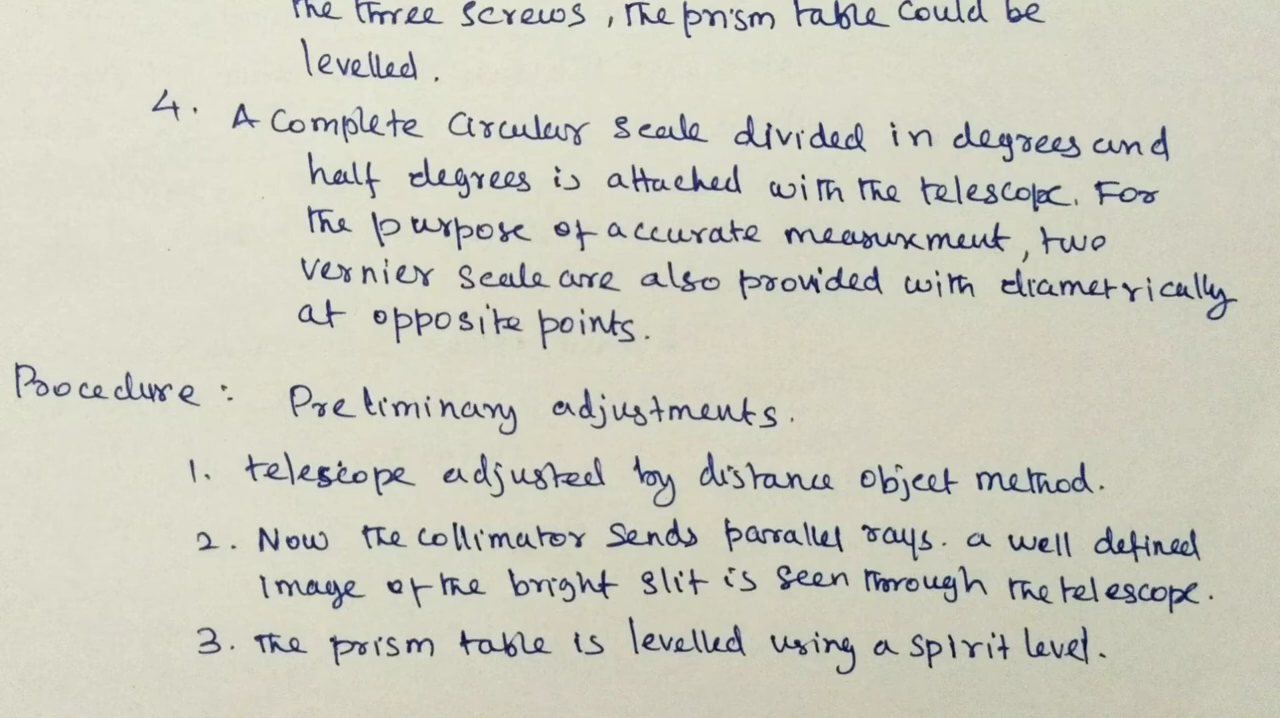 the three screws, the prism table could be
levelled.
4. A Complete circular scale divided in degrees and
half degrees is attached with the telescope. For
the purpose of accurate measurement, two
vernier scale are also provided with diametrically
at opposite points.
Procedure : Preliminary adjustments.
1. telescope adjusted by distance object method.
2. Now the collimator sends parallel rays. a well defined
image of the bright slit is seen through the telescope.
3. The prism table is levelled using a spirit level.